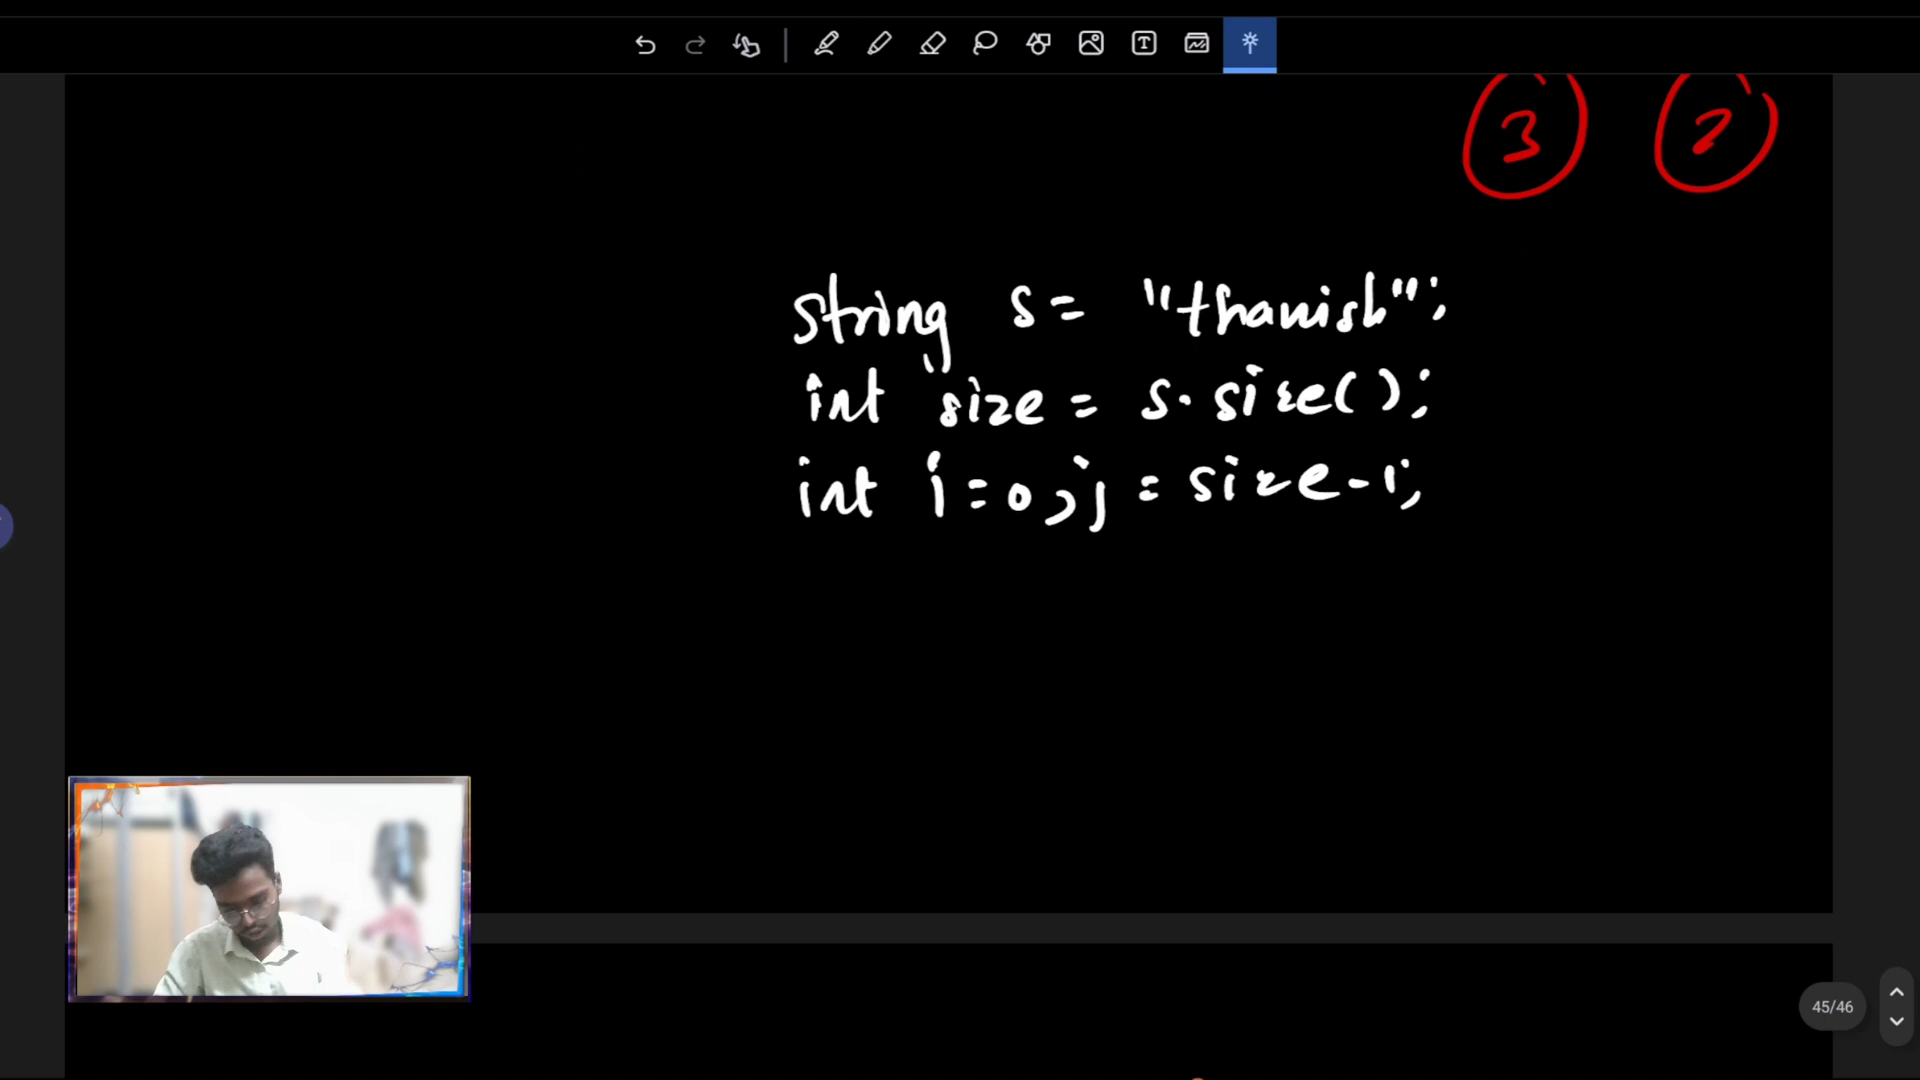 3 2
string s = "thanish";
int size = s.size();
int i=0, j = size-1;
45/46